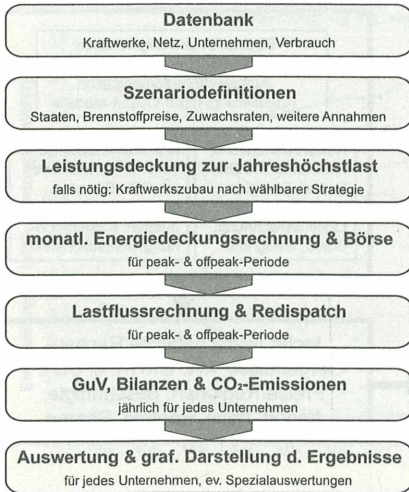 Datenbank
Kraftwerke, Netz, Unternehmen, Verbrauch
Szenariodefinitionen
Staaten, Brennstoffpreise, Zuwachsraten, weitere Annahmen
Leistungsdeckung zur Jahreshöchstlast
falls nötig: Kraftwerkszubau nach wählbarer Strategie
monatl. Energiedeckungsrechnung & Börse
für peak- & offpeak-Periode
Lastflussrechnung & Redispatch
für peak- & offpeak-Periode
GuV, Bilanzen & CO₂-Emissionen
jährlich für jedes Unternehmen
Auswertung & graf. Darstellung d. Ergebnisse
für jedes Unternehmen, ev. Spezialauswertungen